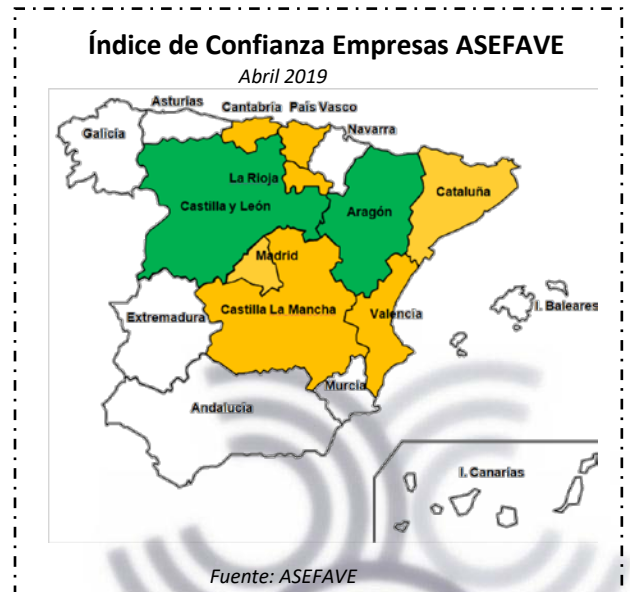 Índice de Confianza Empresas ASEFAVE
Abril 2019
Asturias
Cantabria País Vasco
Galicia
Navarra
La Rioja
Cataluña
Castilla y León
Aragón
Madrid
Castilla La Mancha
Valencia
I. Baleares
Extremadura
Murcia
Andalucía
I. Canarias
Fuente: ASEFAVE